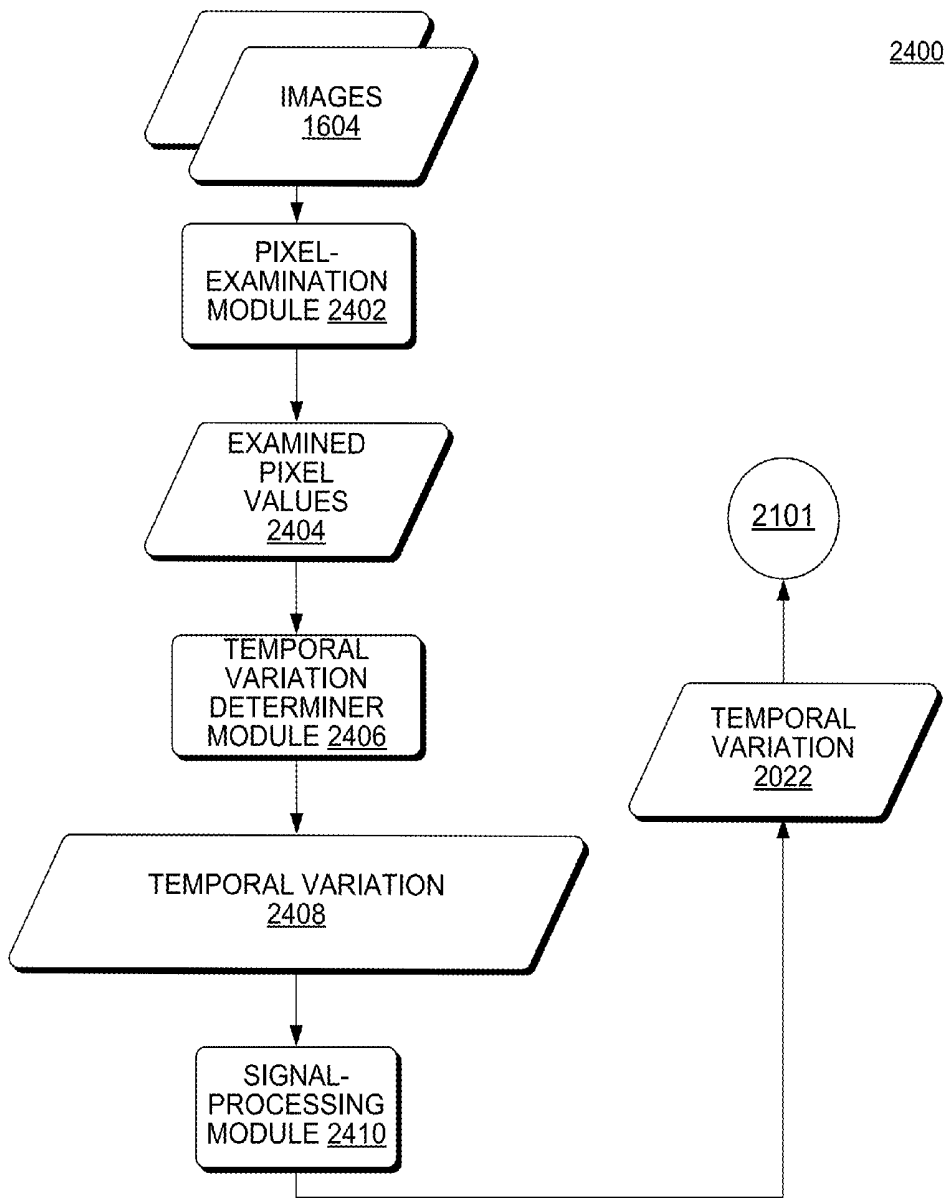 2400
IMAGES
1604
PIXEL-
EXAMINATION
MODULE 2402
EXAMINED
PIXEL
VALUES
2404
2101
TEMPORAL
VARIATION
DETERMINER
MODULE 2406
TEMPORAL
VARIATION
2022
TEMPORAL VARIATION
2408
SIGNAL-
PROCESSING
MODULE 2410